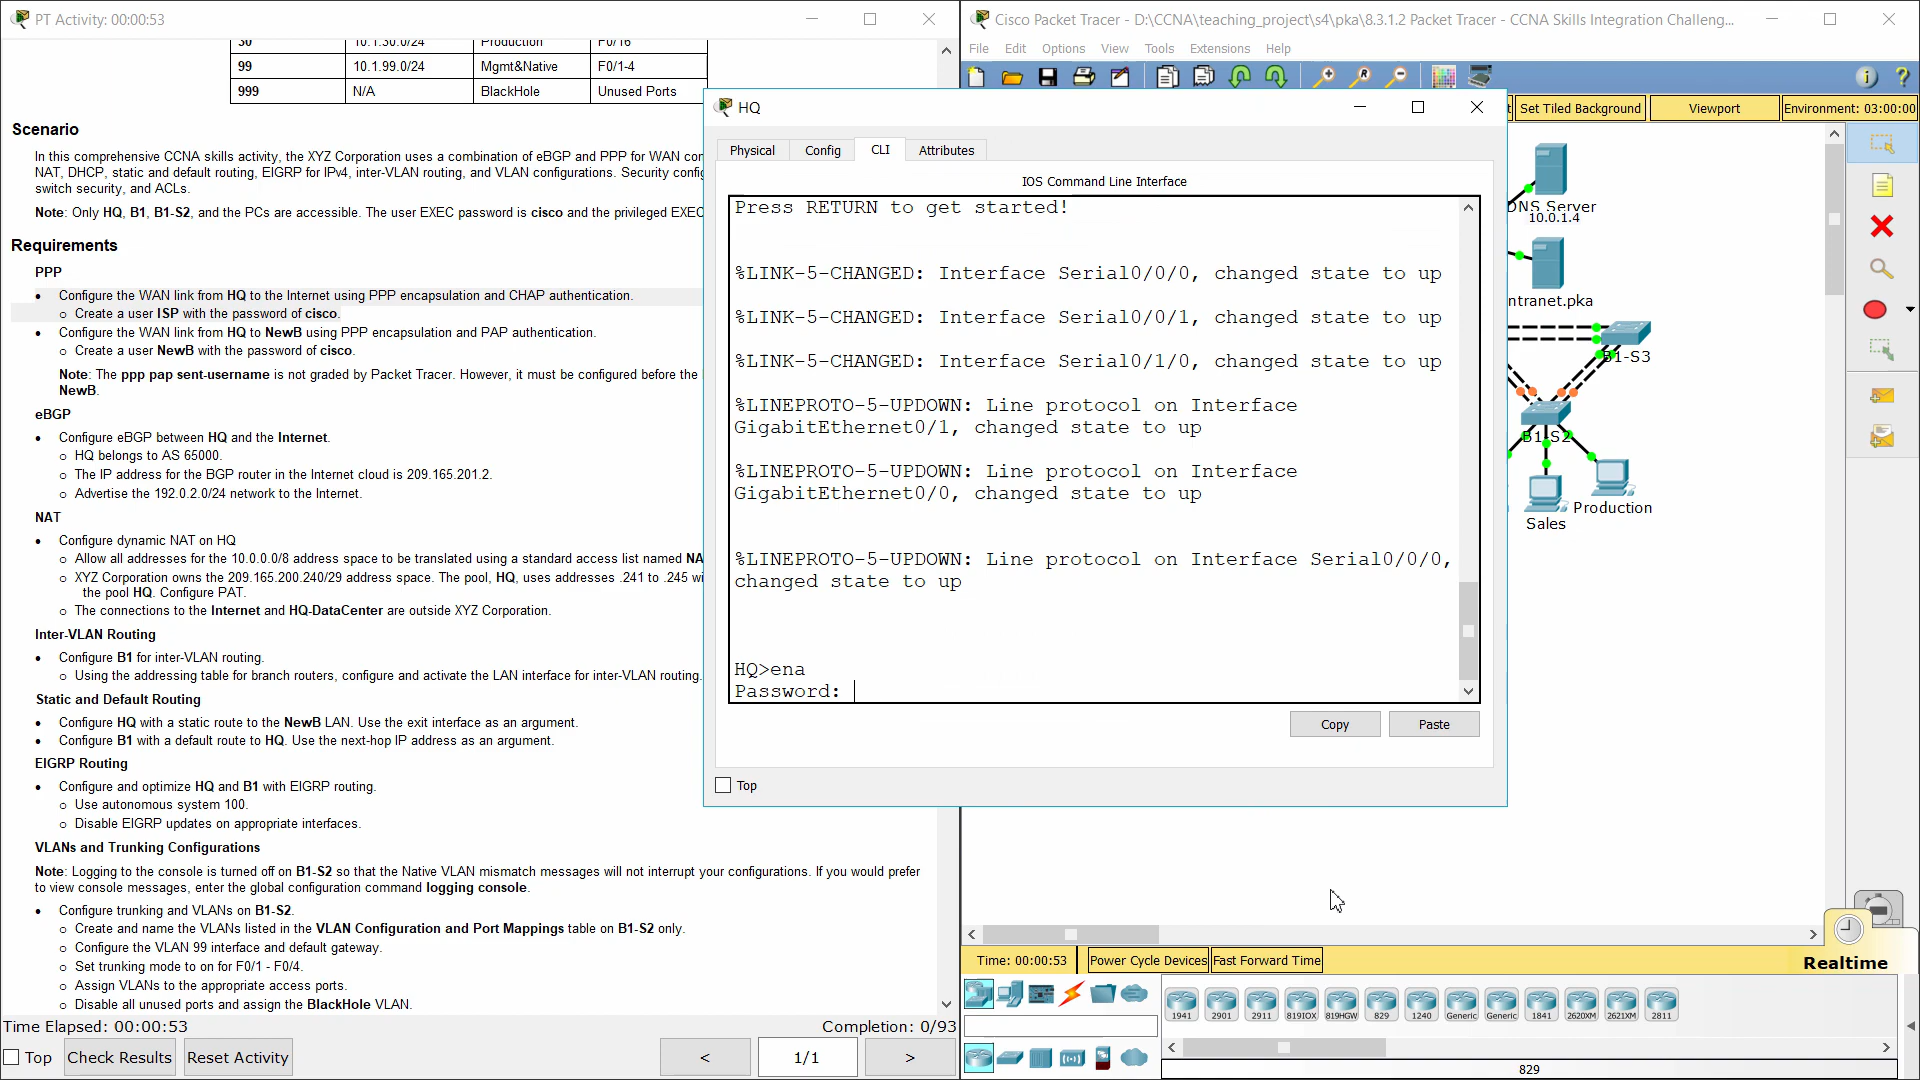 PT Activity: 00:00:53
30 10.1.30.0/24 Production F0/16
99 10.1.99.0/24 Mgmt&Native F0/1-4
999 N/A BlackHole Unused Ports
Scenario
In this comprehensive CCNA skills activity, the XYZ Corporation uses a combination of eBGP and PPP for WAN
NAT, DHCP, static and default routing, EIGRP for IPv4, inter-VLAN routing, and VLAN configurations. Security
switch security, and ACLs.
Note: Only HQ, B1, B1-S2, and the PCs are accessible. The user EXEC password is cisco and the privileged EXEC
Requirements
PPP
• Configure the WAN link from HQ to the Internet using PPP encapsulation and CHAP authentication.
o Create a user ISP with the password of cisco.
• Configure the WAN link from HQ to NewB using PPP encapsulation and PAP authentication.
o Create a user NewB with the password of cisco.
Note: The ppp pap sent-username is not graded by Packet Tracer. However, it must be configured before the
NewB.
eBGP
• Configure eBGP between HQ and the Internet.
o HQ belongs to AS 65000.
o The IP address for the BGP router in the Internet cloud is 209.165.201.2.
o Advertise the 192.0.2.0/24 network to the Internet.
NAT
• Configure dynamic NAT on HQ
o Allow all addresses for the 10.0.0.0/8 address space to be translated using a standard access list named
o XYZ Corporation owns the 209.165.200.240/29 address space. The pool, HQ, uses addresses .241 to .245
the pool HQ. Configure PAT.
o The connections to the Internet and HQ-DataCenter are outside XYZ Corporation.
Inter-VLAN Routing
• Configure B1 for inter-VLAN routing.
o Using the addressing table for branch routers, configure and activate the LAN interface for inter-VLAN routing.
Static and Default Routing
• Configure HQ with a static route to the NewB LAN. Use the exit interface as an argument.
• Configure B1 with a default route to HQ. Use the next-hop IP address as an argument.
EIGRP Routing
• Configure and optimize HQ and B1 with EIGRP routing.
o Use autonomous system 100.
o Disable EIGRP updates on appropriate interfaces.
VLANs and Trunking Configurations
Note: Logging to the console is turned off on B1-S2 so that the Native VLAN mismatch messages will not interrupt your configurations. If you would prefer
to view console messages, enter the global configuration command logging console.
• Configure trunking and VLANs on B1-S2.
o Create and name the VLANs listed in the VLAN Configuration and Port Mappings table on B1-S2 only.
o Configure the VLAN 99 interface and default gateway.
o Set trunking mode to on for F0/1 - F0/4.
o Assign VLANs to the appropriate access ports.
o Disable all unused ports and assign the BlackHole VLAN.
Time Elapsed: 00:00:53 Completion: 0/93
Top Check Results Reset Activity < 1/1 >
Cisco Packet Tracer - D:\CCNA\teaching_project\s4\pka\8.3.1.2 Packet Tracer - CCNA Skills Integration Challeng...
File Edit Options View Tools Extensions Help
Set Tiled Background Viewport Environment: 03:00:00
HQ
Physical Config CLI Attributes
IOS Command Line Interface
Press RETURN to get started!
%LINK-5-CHANGED: Interface Serial0/0/0, changed state to up
%LINK-5-CHANGED: Interface Serial0/0/1, changed state to up
%LINK-5-CHANGED: Interface Serial0/1/0, changed state to up
%LINEPROTO-5-UPDOWN: Line protocol on Interface
GigabitEthernet0/1, changed state to up
%LINEPROTO-5-UPDOWN: Line protocol on Interface
GigabitEthernet0/0, changed state to up
%LINEPROTO-5-UPDOWN: Line protocol on Interface Serial0/0/0,
changed state to up
HQ>ena
Password:
Copy Paste
Top
DNS Server
10.0.1.4
ntranet.pka
B1-S3
B1-S2
Production
Sales
Time: 00:00:53 Power Cycle Devices Fast Forward Time
Realtime
1941 2901 2911 819IOX 819HGW 829 1240 Generic Generic 1841 2620XM 2621XM 2811
829